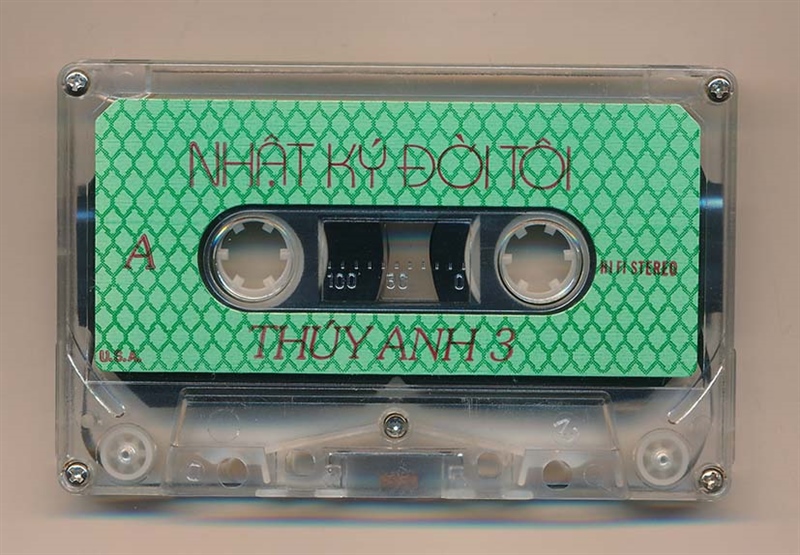 NHẬT KÝ ĐỜI TÔI
A
100 50 0
HI FI STEREO
THÚY ANH 3
U.S.A.